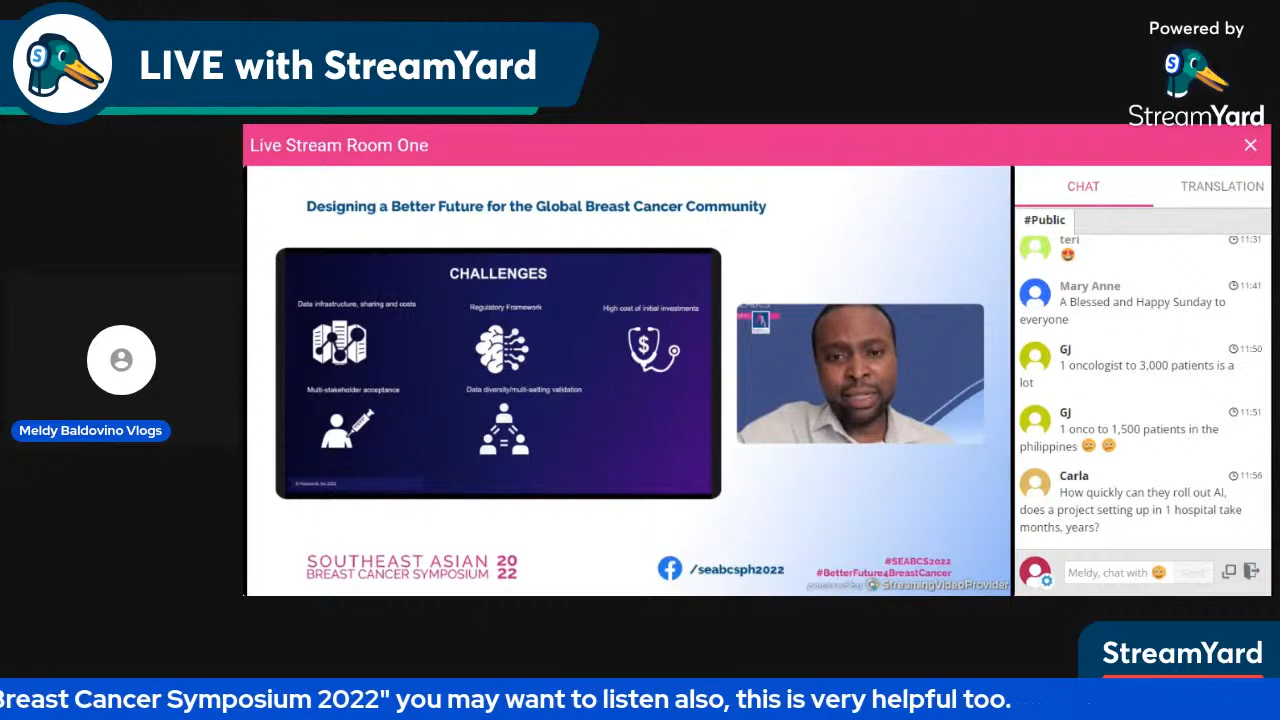 LIVE with StreamYard
Powered by
StreamYard
Live Stream Room One
Designing a Better Future for the Global Breast Cancer Community
CHALLENGES
Data infrastructure, sharing and costs
Regulatory Framework
High cost of initial investments
Multi-stakeholder acceptance
Data diversity/multi-setting validation
SOUTHEAST ASIAN 20
BREAST CANCER SYMPOSIUM 22
/seabcsph2022
#SEABCS2022
#BetterFuture4BreastCancer
powered by StreamingVideoProvider
CHAT
TRANSLATION
#Public
teri 11:31
Mary Anne 11:41
A Blessed and Happy Sunday to
everyone
GJ 11:50
1 oncologist to 3,000 patients is a
lot
GJ 11:51
1 onco to 1,500 patients in the
philippines
Carla 11:56
How quickly can they roll out AI,
does a project setting up in 1 hospital take
months, years?
Meldy, chat with
Meldy Baldovino Vlogs
StreamYard
Breast Cancer Symposium 2022" you may want to listen also, this is very helpful too.